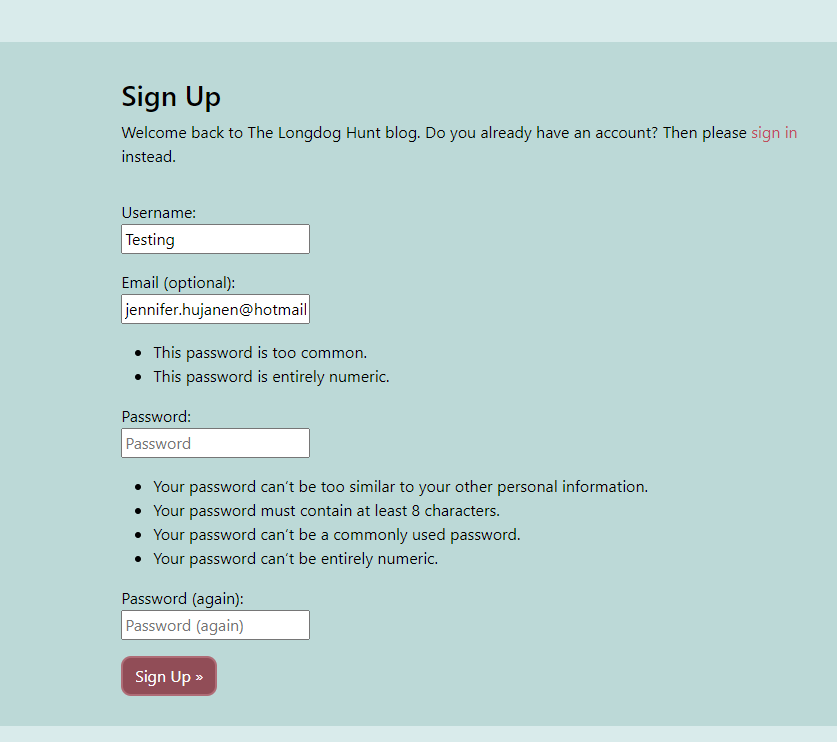 Sign Up
Welcome back to The Longdog Hunt blog. Do you already have an account? Then please sign in
instead.
Username:
Testing
Email (optional):
jennifer.hujanen@hotmail
• This password is too common.
• This password is entirely numeric.
Password:
Password
• Your password can't be too similar to your other personal information.
• Your password must contain at least 8 characters.
• Your password can't be a commonly used password.
• Your password can't be entirely numeric.
Password (again):
Password (again)
Sign Up »